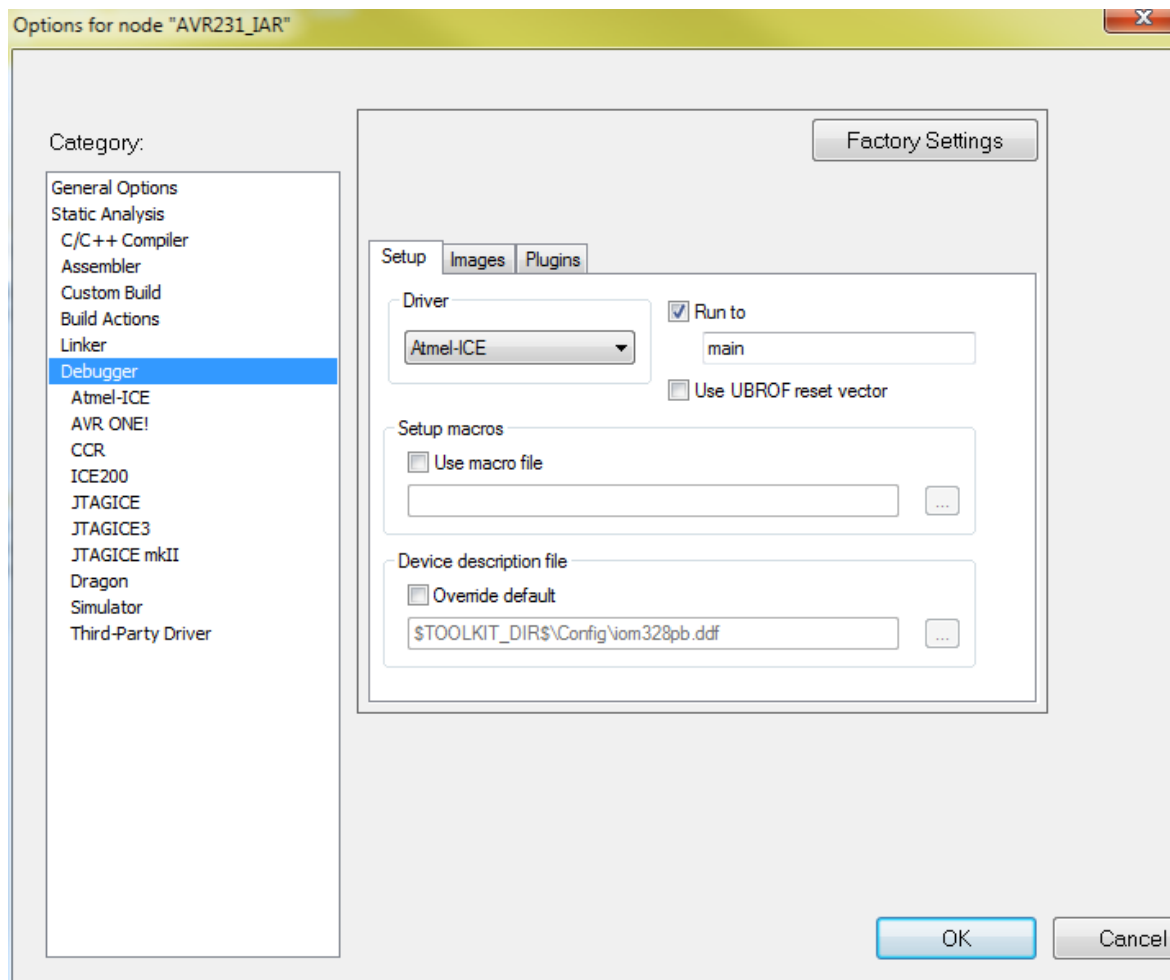 Options for node "AVR231_IAR"
X
Category:
Factory Settings
General Options
Static Analysis
C/C++ Compiler
Assembler
Custom Build
Build Actions
Linker
Debugger
Atmel-ICE
AVR ONE!
CCR
ICE200
JTAGICE
JTAGICE3
JTAGICE mkII
Dragon
Simulator
Third-Party Driver
Setup Images Plugins
Driver
Atmel-ICE
Run to
main
Use UBROF reset vector
Setup macros
Use macro file
...
Device description file
Override default
$TOOLKIT_DIR$\Config\iom328pb.ddf
...
OK Cancel